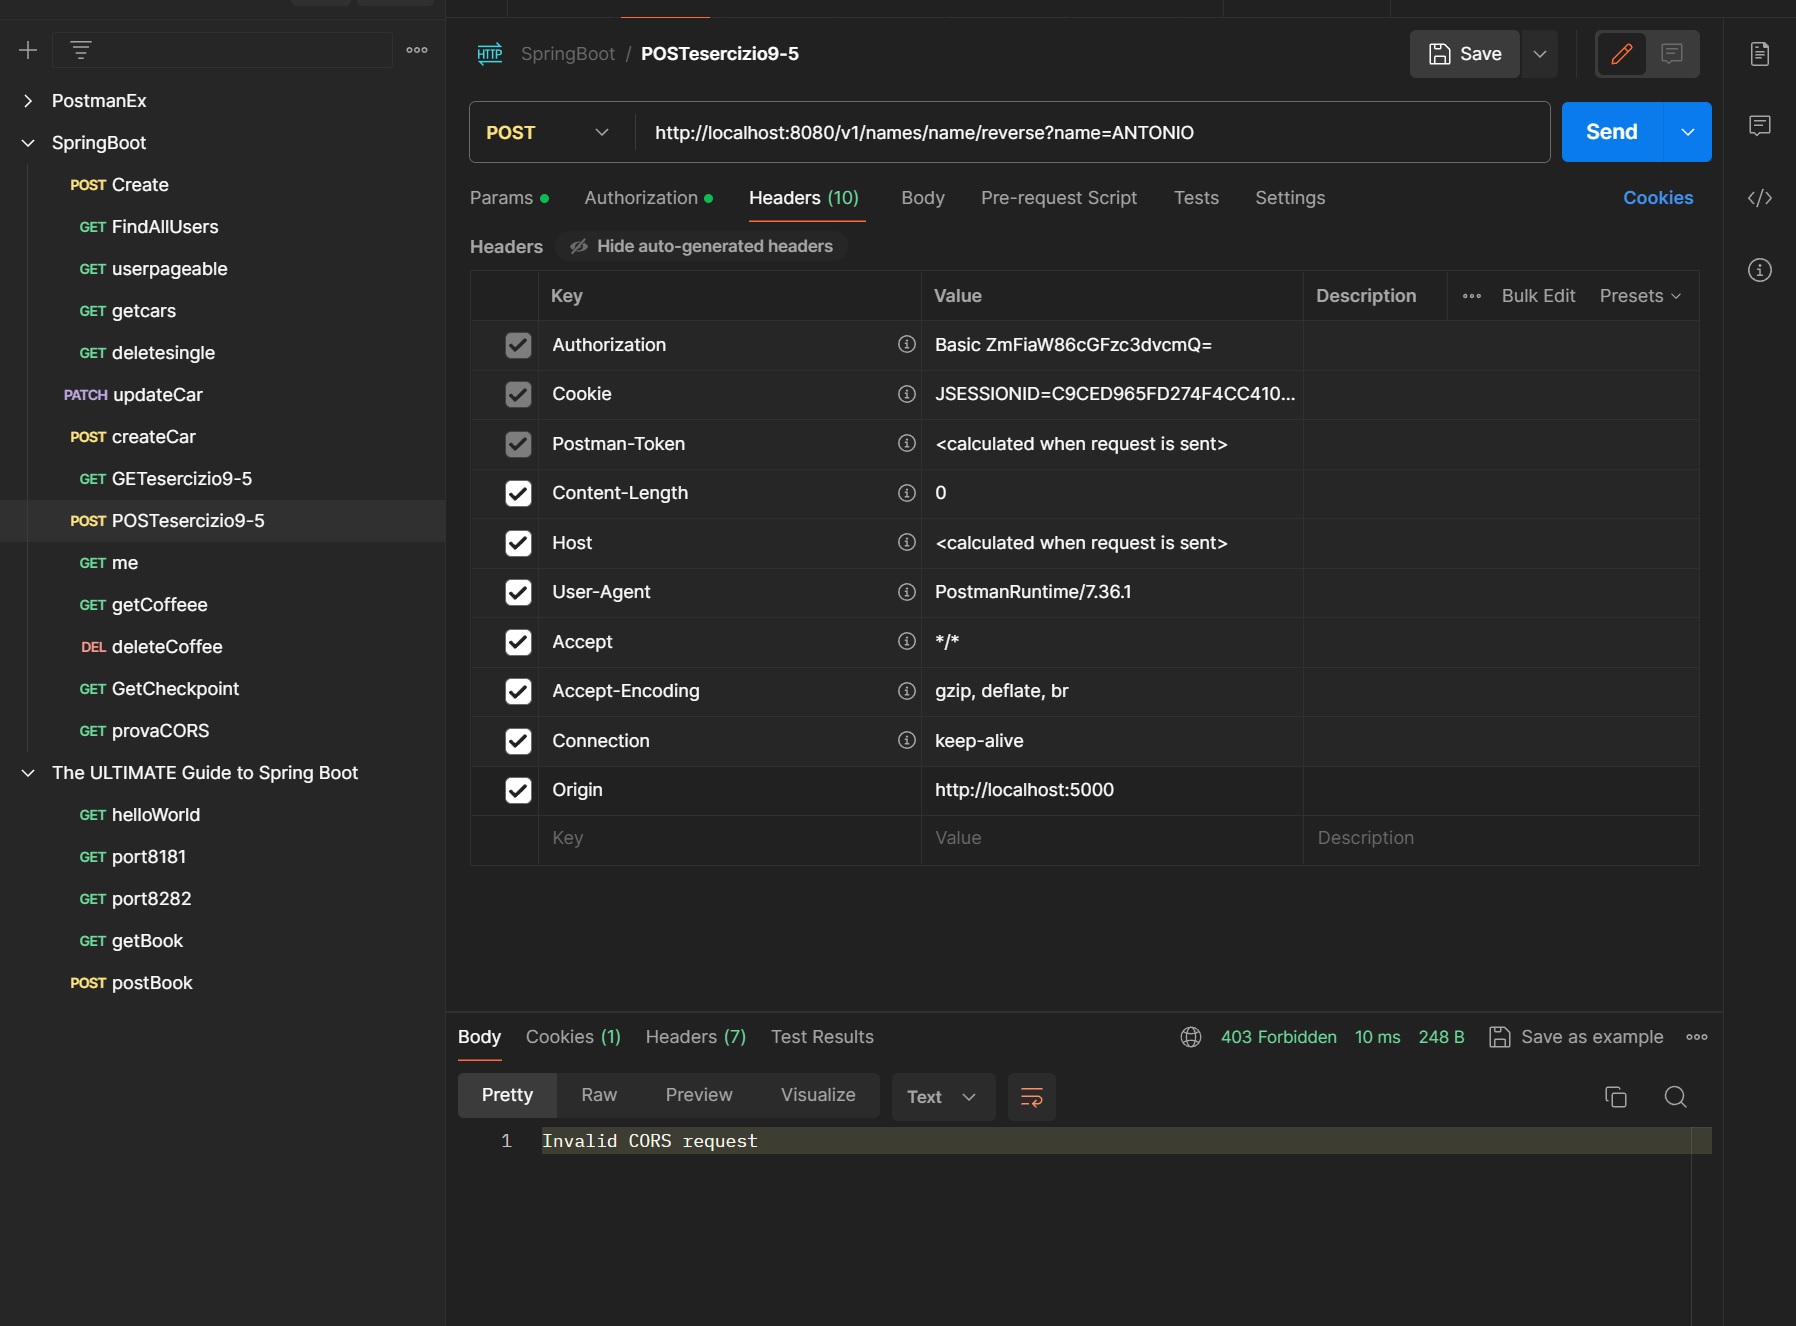 PostmanEx
SpringBoot
POST Create
GET FindAllUsers
GET userpageable
GET getcars
GET deletesingle
PATCH updateCar
POST createCar
GET GETesercizio9-5
POST POSTesercizio9-5
GET me
GET getCoffeee
DEL deleteCoffee
GET GetCheckpoint
GET provaCORS
The ULTIMATE Guide to Spring Boot
GET helloWorld
GET port8181
GET port8282
GET getBook
POST postBook
HTTP SpringBoot / POSTesercizio9-5 Save
POST http://localhost:8080/v1/names/name/reverse?name=ANTONIO Send
Params Authorization Headers (10) Body Pre-request Script Tests Settings Cookies
Headers Hide auto-generated headers
Key Value Description Bulk Edit Presets
Authorization Basic ZmFiaW86cGFzc3dvcmQ=
Cookie JSESSIONID=C9CED965FD274F4CC410...
Postman-Token <calculated when request is sent>
Content-Length 0
Host <calculated when request is sent>
User-Agent PostmanRuntime/7.36.1
Accept */*
Accept-Encoding gzip, deflate, br
Connection keep-alive
Origin http://localhost:5000
Key Value Description
Body Cookies (1) Headers (7) Test Results 403 Forbidden 10 ms 248 B Save as example
Pretty Raw Preview Visualize Text
1 Invalid CORS request